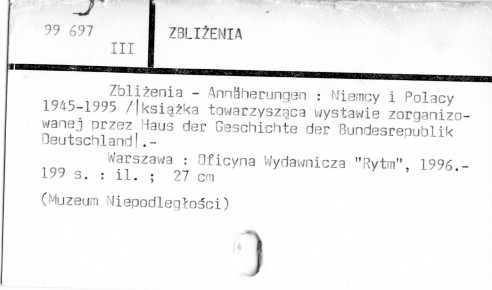 99 697
III
ZBLIŻENIA
Zbliżenia - Annäherungen : Niemcy i Polacy
1945-1995 /|książka towarzysząca wystawie zorganizo-
wanej przez Haus der Geschichte der Bundesrepublik
Deutschland|.-
Warszawa : Oficyna Wydawnicza "Rytm", 1996.-
199 s. : il. ; 27 cm
(Muzeum Niepodległości)